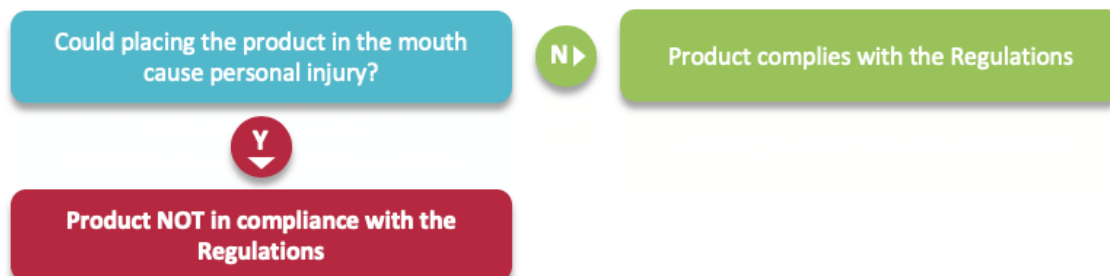 Could placing the product in the mouth
cause personal injury?
N
Product complies with the Regulations
Y
Product NOT in compliance with the
Regulations